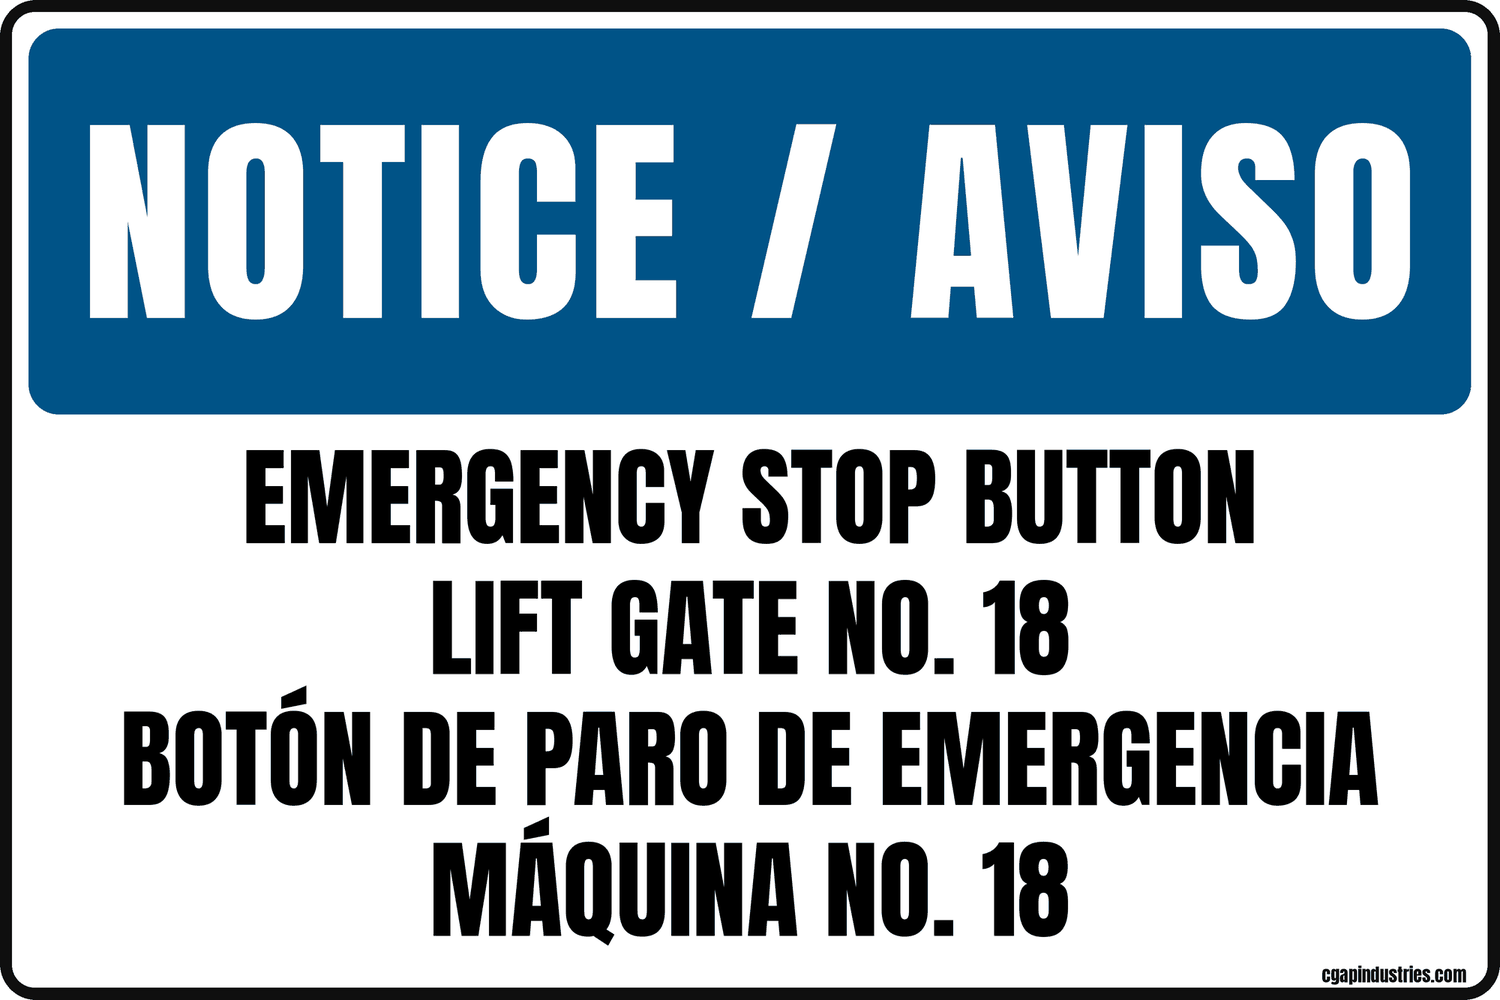 NOTICE / AVISO
EMERGENCY STOP BUTTON
LIFT GATE NO. 18
BOTÓN DE PARO DE EMERGENCIA
MÁQUINA NO. 18
cgapindustries.com